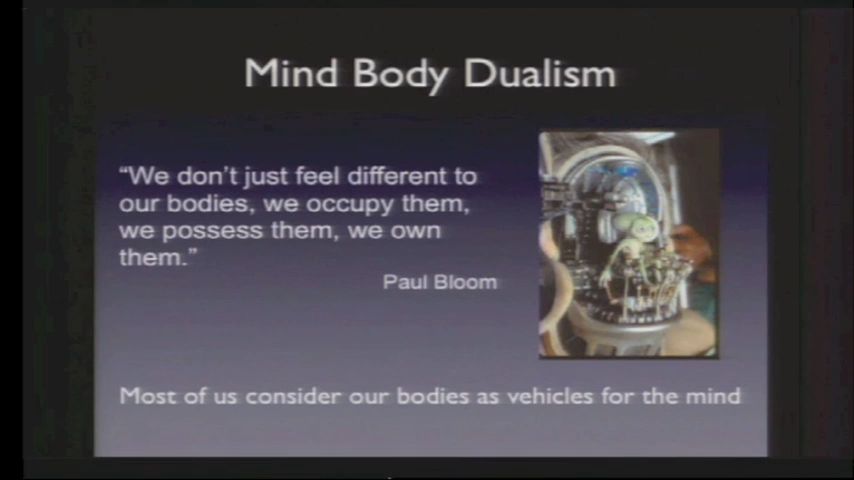 Mind Body Dualism
“We don’t just feel different to
our bodies, we occupy them,
we possess them, we own
them.”
Paul Bloom
Most of us consider our bodies as vehicles for the mind